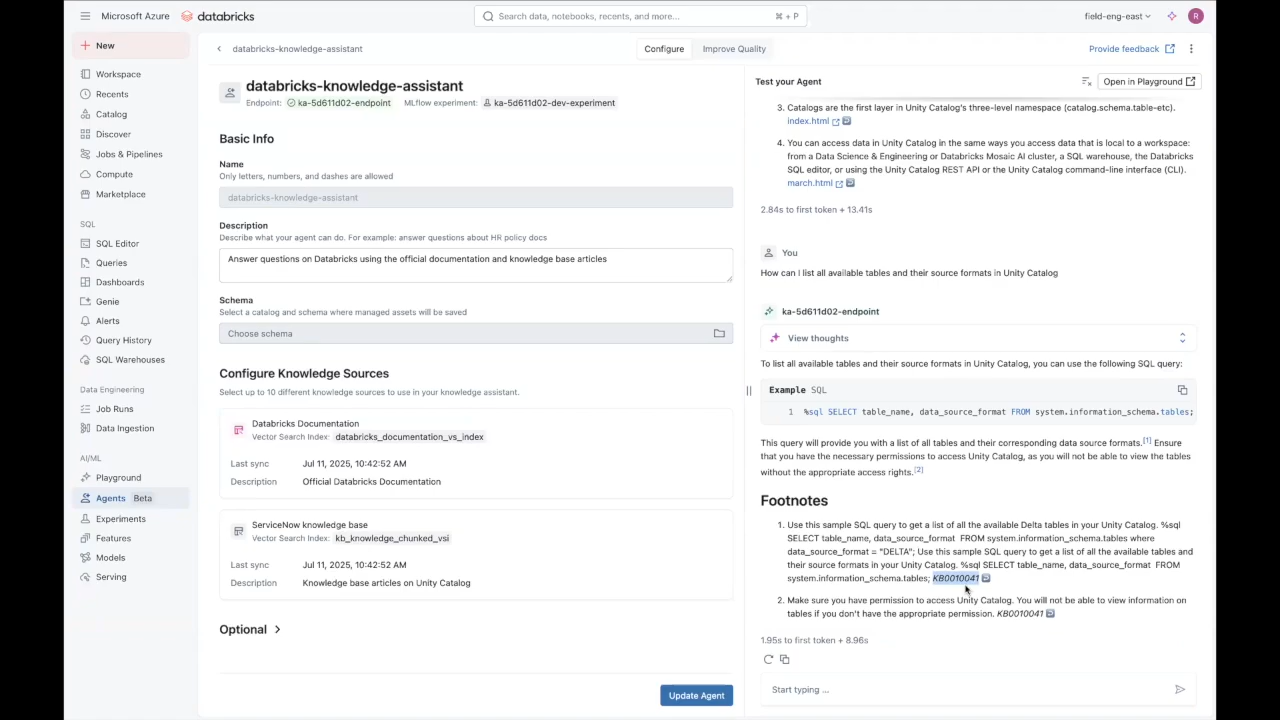 Microsoft Azure databricks
Search data, notebooks, recents, and more... ⌘ + P
field-eng-east R
New
Workspace
Recents
Catalog
Discover
Jobs & Pipelines
Compute
Marketplace
SQL
SQL Editor
Queries
Dashboards
Genie
Alerts
Query History
SQL Warehouses
Data Engineering
Job Runs
Data Ingestion
AI/ML
Playground
Agents Beta
Experiments
Features
Models
Serving
databricks-knowledge-assistant
Configure Improve Quality
Provide feedback
databricks-knowledge-assistant
Endpoint: ka-5d611d02-endpoint MLflow experiment: ka-5d611d02-dev-experiment
Basic Info
Name
Only letters, numbers, and dashes are allowed
databricks-knowledge-assistant
Description
Describe what your agent can do. For example: answer questions about HR policy docs
Answer questions on Databricks using the official documentation and knowledge base articles
Schema
Select a catalog and schema where managed assets will be saved
Choose schema
Configure Knowledge Sources
Select up to 10 different knowledge sources to use in your knowledge assistant.
Databricks Documentation
Vector Search Index: databricks_documentation_vs_index
Last sync Jul 11, 2025, 10:42:52 AM
Description Official Databricks Documentation
ServiceNow knowledge base
Vector Search Index: kb_knowledge_chunked_vsi
Last sync Jul 11, 2025, 10:42:52 AM
Description Knowledge base articles on Unity Catalog
Optional
Update Agent
Test your Agent
Open in Playground
3. Catalogs are the first layer in Unity Catalog's three-level namespace (catalog.schema.table-etc).
index.html
4. You can access data in Unity Catalog in the same ways you access data that is local to a workspace:
from a Data Science & Engineering or Databricks Mosaic AI cluster, a SQL warehouse, the Databricks
SQL editor, or using the Unity Catalog REST API or the Unity Catalog command-line interface (CLI).
march.html
2.84s to first token + 13.41s
You
How can I list all available tables and their source formats in Unity Catalog
ka-5d611d02-endpoint
View thoughts
To list all available tables and their source formats in Unity Catalog, you can use the following SQL query:
Example SQL
1 %sql SELECT table_name, data_source_format FROM system.information_schema.tables;
This query will provide you with a list of all tables and their corresponding data source formats.[1] Ensure
that you have the necessary permissions to access Unity Catalog, as you will not be able to view the tables
without the appropriate access rights.[2]
Footnotes
1. Use this sample SQL query to get a list of all the available Delta tables in your Unity Catalog. %sql
SELECT table_name, data_source_format FROM system.information_schema.tables where
data_source_format = "DELTA"; Use this sample SQL query to get a list of all the available tables and
their source formats in your Unity Catalog. %sql SELECT table_name, data_source_format FROM
system.information_schema.tables; KB0010041
2. Make sure you have permission to access Unity Catalog. You will not be able to view information on
tables if you don't have the appropriate permission. KB0010041
1.95s to first token + 8.96s
Start typing ...